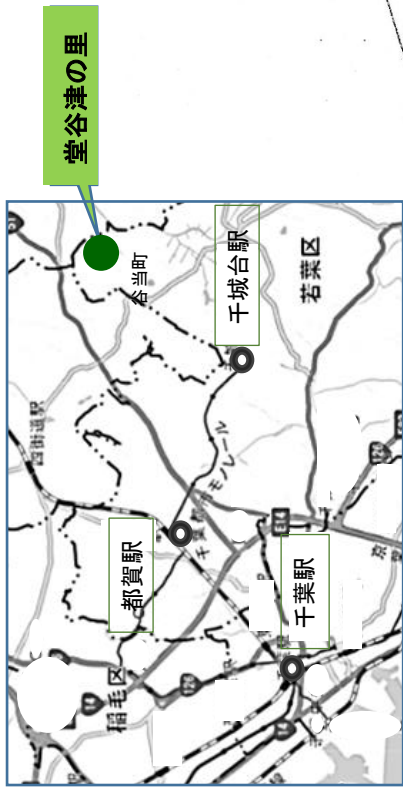 堂谷津の里
谷当町
千城台駅
若葉区
四街道駅
都賀駅
千葉駅
稲毛区
モノレール